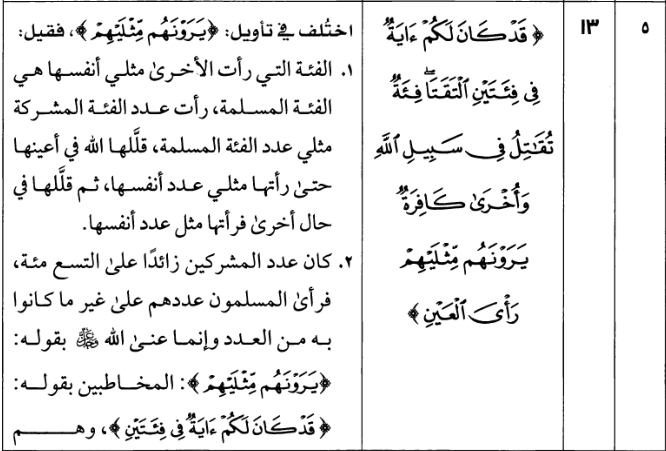 ٥
١٣
﴿ قَدۡ كَانَ لَكُمۡ ءَايَةٞ
فِي فِئَتَيۡنِ ٱلۡتَقَتَاۖ فِئَةٞ
تُقَٰتِلُ فِي سَبِيلِ ٱللَّهِ
وَأُخۡرَىٰ كَافِرَةٞ
يَرَوۡنَهُم مِّثۡلَيۡهِمۡ
رَأۡيَ ٱلۡعَيۡنِ ﴾
اختُلف في تأويل: ﴿يَرَوۡنَهُم مِّثۡلَيۡهِمۡ﴾، فقيل:
١. الفئة التي رأت الأخرىٰ مثلي أنفسها هي
الفئة المسلمة، رأت عدد الفئة المشركة
مثلي عدد الفئة المسلمة، قلَّلها الله في أعينها
حتىٰ رأتها مثلي عدد أنفسها، ثم قلَّلها في
حال أخرىٰ فرأتها مثل عدد أنفسها.
٢. كان عدد المشركين زائدًا علىٰ التسع مئة،
فرأىٰ المسلمون عددهم علىٰ غير ما كانوا
به من العدد وإنما عنىٰ الله ﷻ بقوله:
﴿يَرَوۡنَهُم مِّثۡلَيۡهِمۡ﴾: المخاطبين بقوله:
﴿ قَدۡ كَانَ لَكُمۡ ءَايَةٞ فِي فِئَتَيۡنِ ﴾، وهم